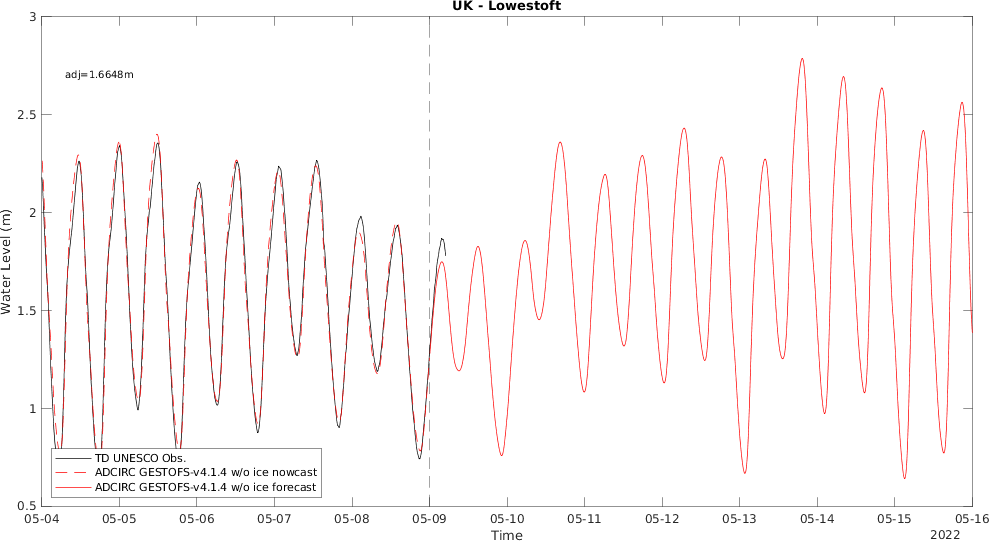 UK - Lowestoft
3
adj=1.6648m
2.5
2
Water Level (m)
1.5
1
TD UNESCO Obs.
ADCIRC GESTOFS-v4.1.4 w/o ice nowcast
ADCIRC GESTOFS-v4.1.4 w/o ice forecast
0.5
05-04 05-05 05-06 05-07 05-08 05-09 05-10 05-11 05-12 05-13 05-14 05-15 05-16
Time
2022